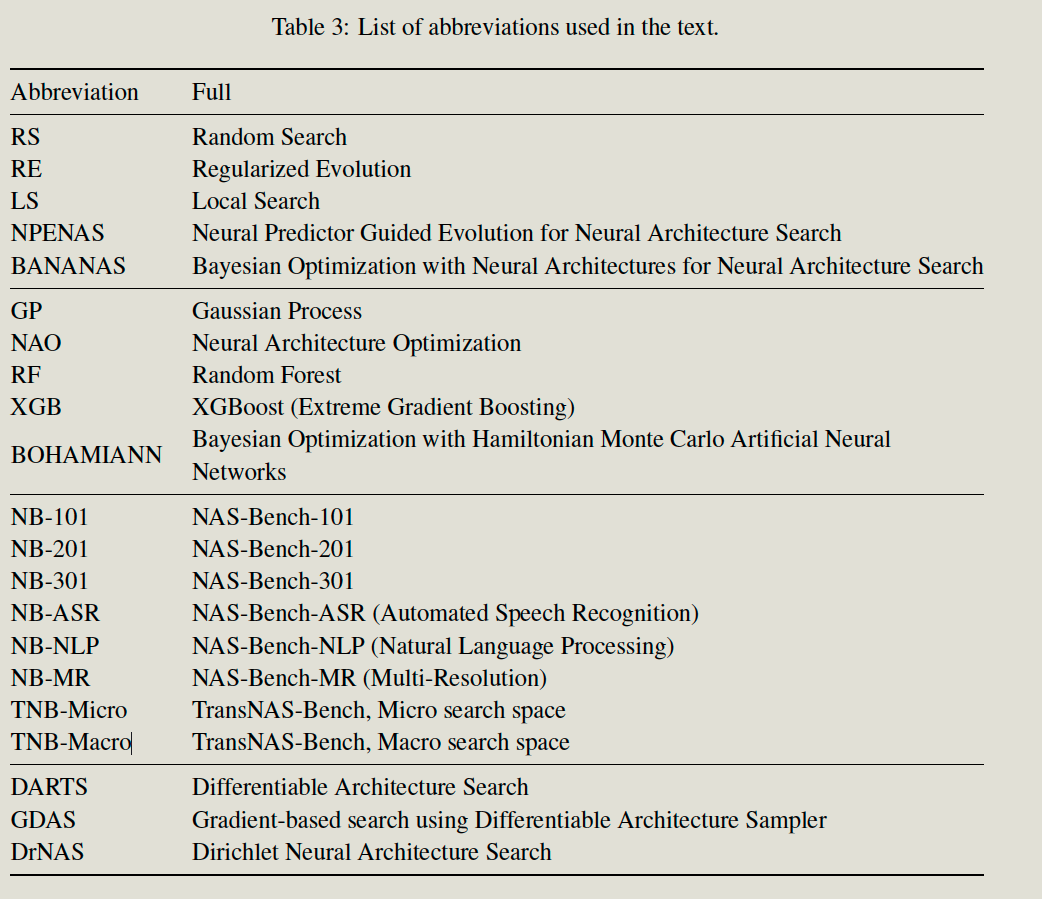 Table 3: List of abbreviations used in the text.
Abbreviation Full
RS Random Search
RE Regularized Evolution
LS Local Search
NPENAS Neural Predictor Guided Evolution for Neural Architecture Search
BANANAS Bayesian Optimization with Neural Architectures for Neural Architecture Search
GP Gaussian Process
NAO Neural Architecture Optimization
RF Random Forest
XGB XGBoost (Extreme Gradient Boosting)
BOHAMIANN Bayesian Optimization with Hamiltonian Monte Carlo Artificial Neural
Networks
NB-101 NAS-Bench-101
NB-201 NAS-Bench-201
NB-301 NAS-Bench-301
NB-ASR NAS-Bench-ASR (Automated Speech Recognition)
NB-NLP NAS-Bench-NLP (Natural Language Processing)
NB-MR NAS-Bench-MR (Multi-Resolution)
TNB-Micro TransNAS-Bench, Micro search space
TNB-Macro TransNAS-Bench, Macro search space
DARTS Differentiable Architecture Search
GDAS Gradient-based search using Differentiable Architecture Sampler
DrNAS Dirichlet Neural Architecture Search